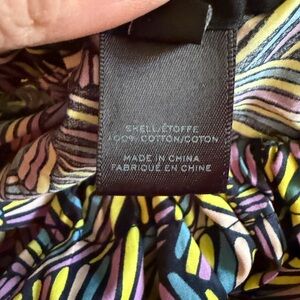 SHELL/ÉTOFFE
100% COTTON/COTON
MADE IN CHINA
FABRIQUÉ EN CHINE